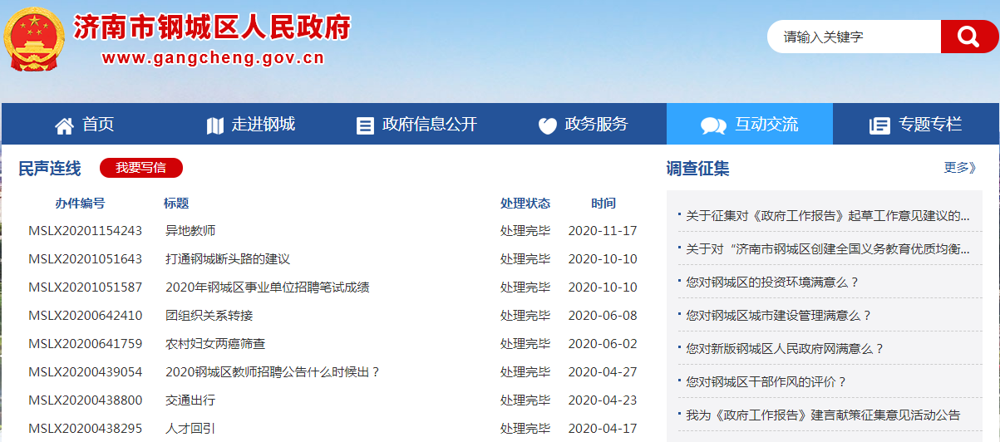 济南市钢城区人民政府
www.gangcheng.gov.cn
请输入关键字
首页 走进钢城 政府信息公开 政务服务 互动交流 专题专栏
民声连线 我要写信
办件编号 标题 处理状态 时间
MSLX20201154243 异地教师 处理完毕 2020-11-17
MSLX20201051643 打通钢城断头路的建议 处理完毕 2020-10-10
MSLX20201051587 2020年钢城区事业单位招聘笔试成绩 处理完毕 2020-10-10
MSLX20200642410 团组织关系转接 处理完毕 2020-06-08
MSLX20200641759 农村妇女两癌筛查 处理完毕 2020-06-02
MSLX20200439054 2020钢城区教师招聘公告什么时候出？ 处理完毕 2020-04-27
MSLX20200438800 交通出行 处理完毕 2020-04-23
MSLX20200438295 人才回引 处理完毕 2020-04-17
调查征集 更多》
关于征集对《政府工作报告》起草工作意见建议的...
关于对“济南市钢城区创建全国义务教育优质均衡...
您对钢城区的投资环境满意么？
您对钢城区城市建设管理满意么？
您对新版钢城区人民政府网满意么？
您对钢城区干部作风的评价？
我为《政府工作报告》建言献策征集意见活动公告